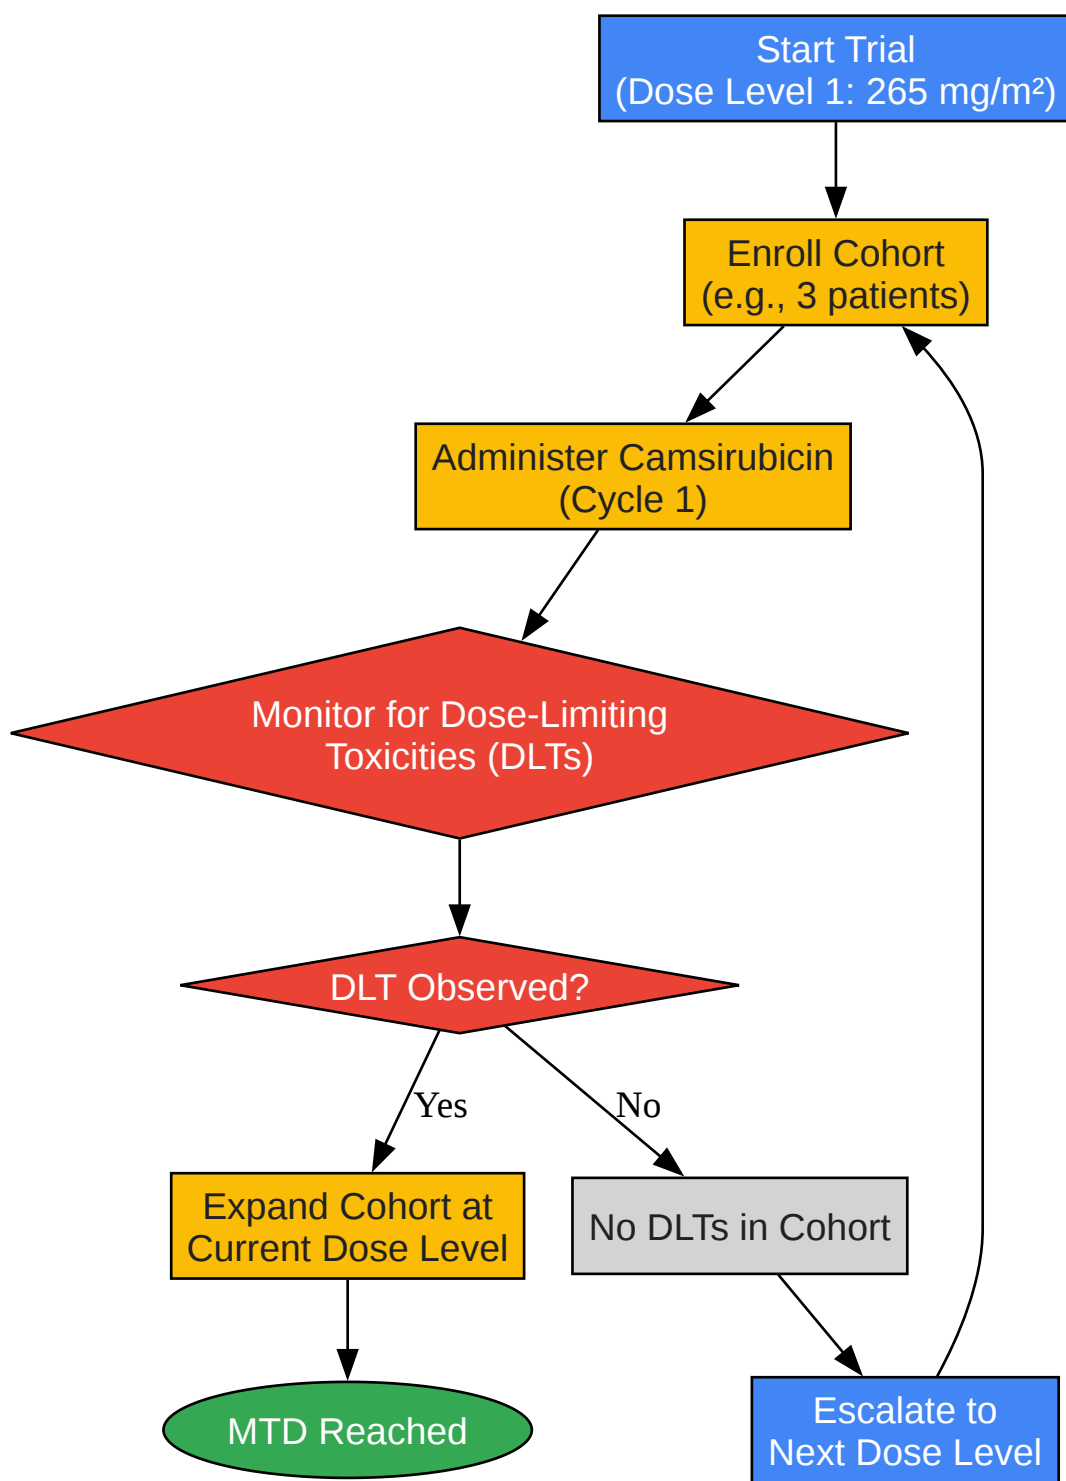 Start Trial
(Dose Level 1: 265 mg/m²)
Enroll Cohort
(e.g., 3 patients)
Administer Camsirubicin
(Cycle 1)
Monitor for Dose-Limiting
Toxicities (DLTs)
DLT Observed?
Yes
No
Expand Cohort at
Current Dose Level
No DLTs in Cohort
MTD Reached
Escalate to
Next Dose Level